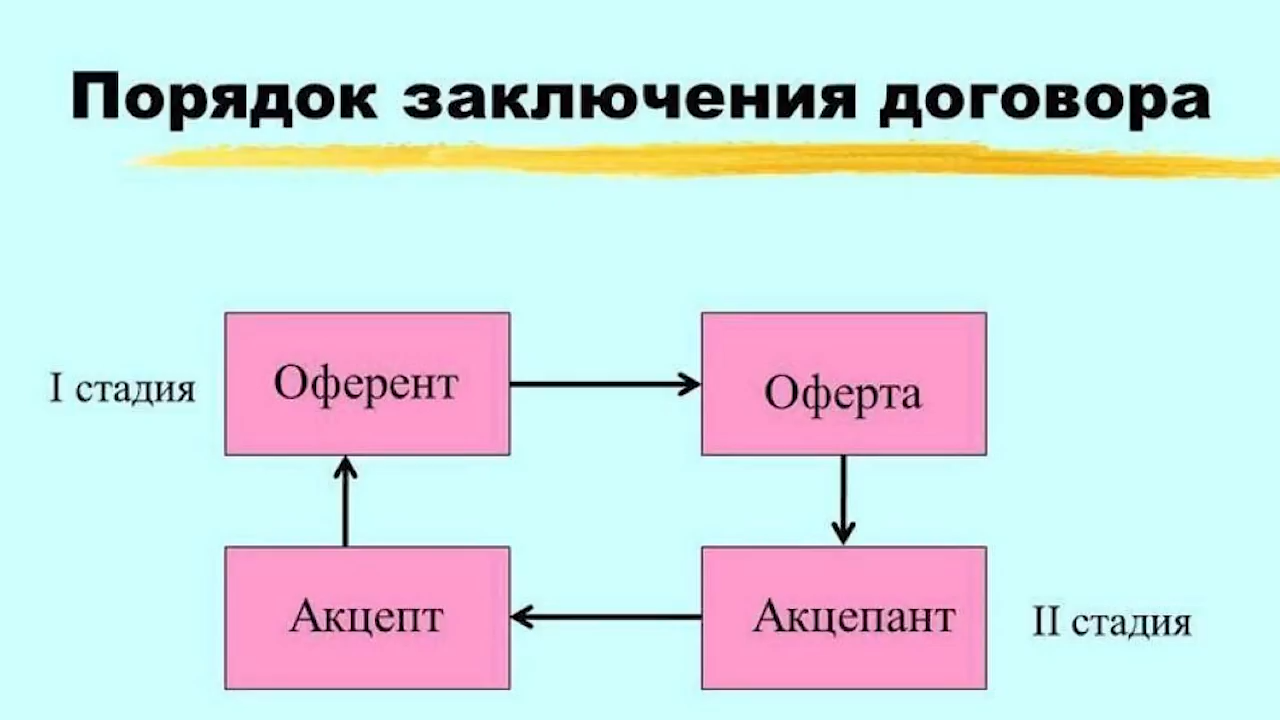 Порядок заключения договора
I стадия
Оферент
Оферта
Акцепт
Акцепант
II стадия